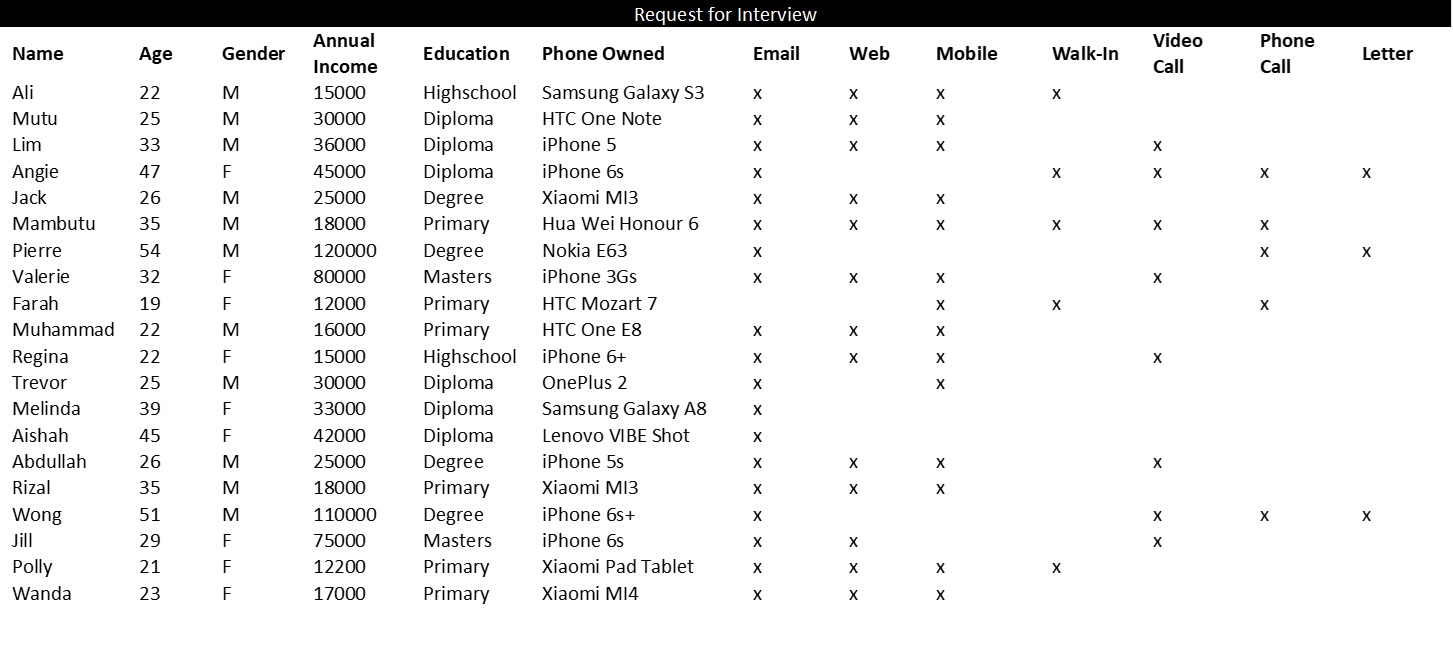 Request for Interview
Name Age Gender Annual Income Education Phone Owned Email Web Mobile Walk-In Video Call Phone Call Letter
Ali 22 M 15000 Highschool Samsung Galaxy S3 x x x x
Mutu 25 M 30000 Diploma HTC One Note x x x
Lim 33 M 36000 Diploma iPhone 5 x x x x
Angie 47 F 45000 Diploma iPhone 6s x x x x x
Jack 26 M 25000 Degree Xiaomi MI3 x x x
Mambutu 35 M 18000 Primary Hua Wei Honour 6 x x x x x x
Pierre 54 M 120000 Degree Nokia E63 x x x
Valerie 32 F 80000 Masters iPhone 3Gs x x x x
Farah 19 F 12000 Primary HTC Mozart 7 x x x
Muhammad 22 M 16000 Primary HTC One E8 x x x
Regina 22 F 15000 Highschool iPhone 6+ x x x x
Trevor 25 M 30000 Diploma OnePlus 2 x x
Melinda 39 F 33000 Diploma Samsung Galaxy A8 x
Aishah 45 F 42000 Diploma Lenovo VIBE Shot x
Abdullah 26 M 25000 Degree iPhone 5s x x x x
Rizal 35 M 18000 Primary Xiaomi MI3 x x x
Wong 51 M 110000 Degree iPhone 6s+ x x x x
Jill 29 F 75000 Masters iPhone 6s x x x
Polly 21 F 12200 Primary Xiaomi Pad Tablet x x x x
Wanda 23 F 17000 Primary Xiaomi MI4 x x x